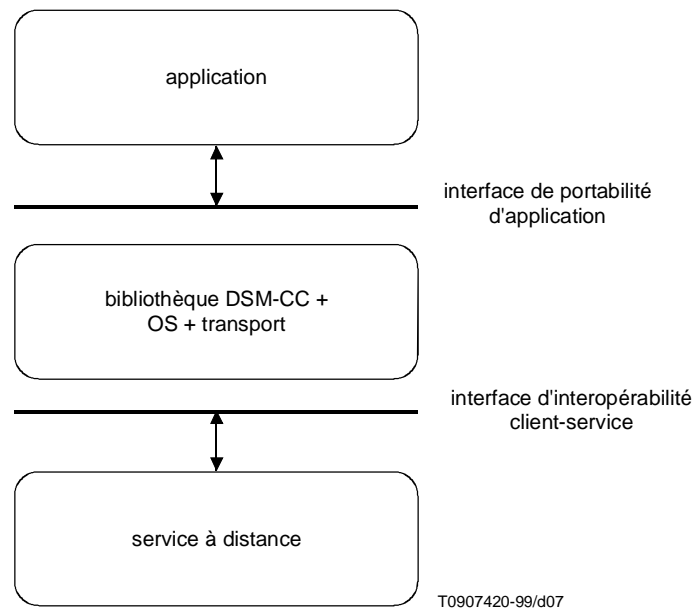 application
interface de portabilité
d'application
bibliothèque DSM-CC +
OS + transport
interface d'interopérabilité
client-service
service à distance
T0907420-99/d07